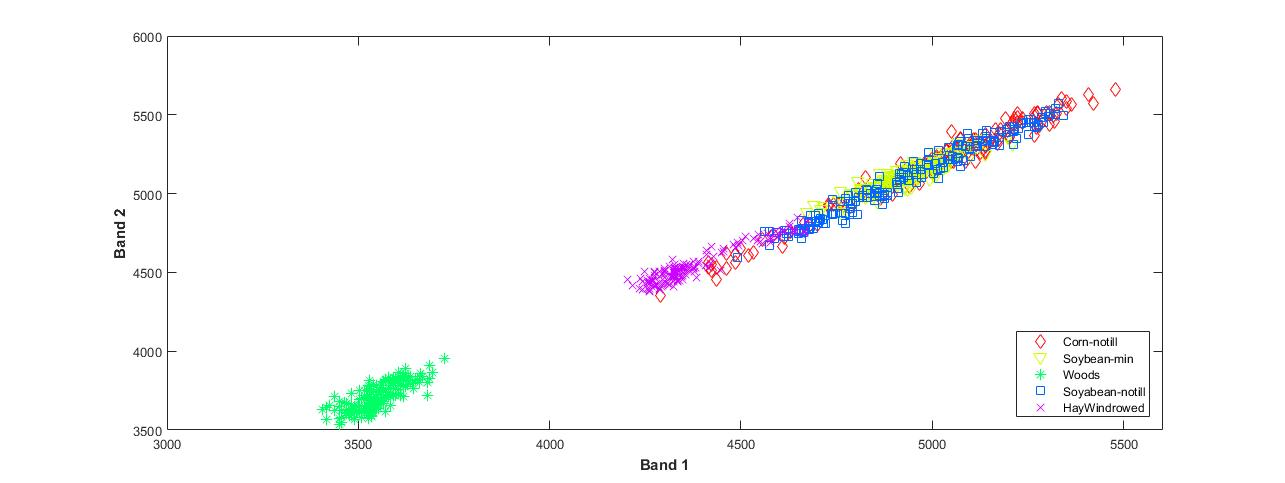 6000
5500
5000
4500
4000
3500
Band 2
3000
3500
4000
4500
5000
5500
Band 1
Corn-notill
Soybean-min
Woods
Soyabean-notill
HayWindrowed